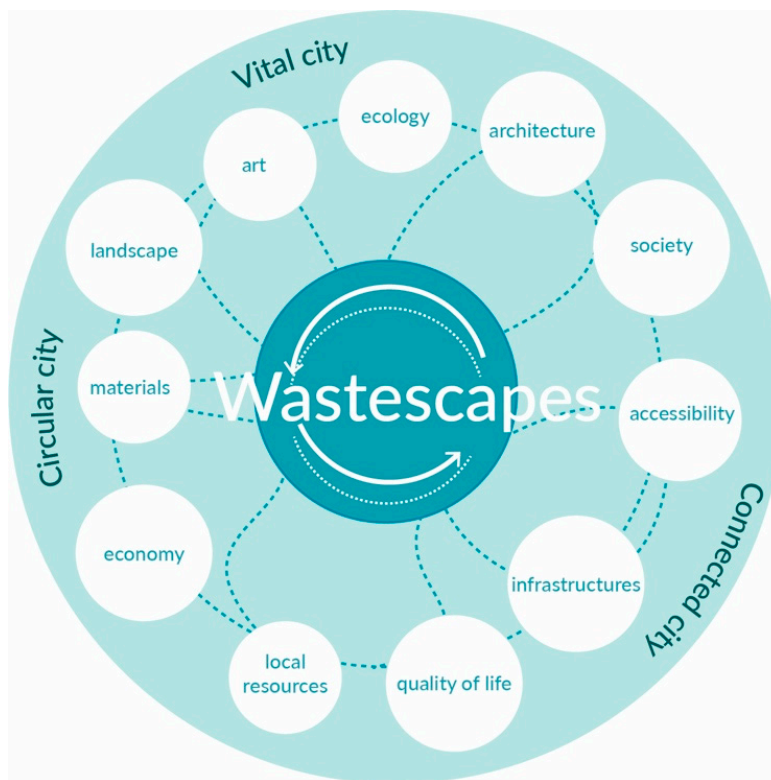 Vital city
ecology
architecture
art
society
landscape
Circular city
materials
Wastescapes
accessibility
Connected city
economy
infrastructures
local
resources
quality of life